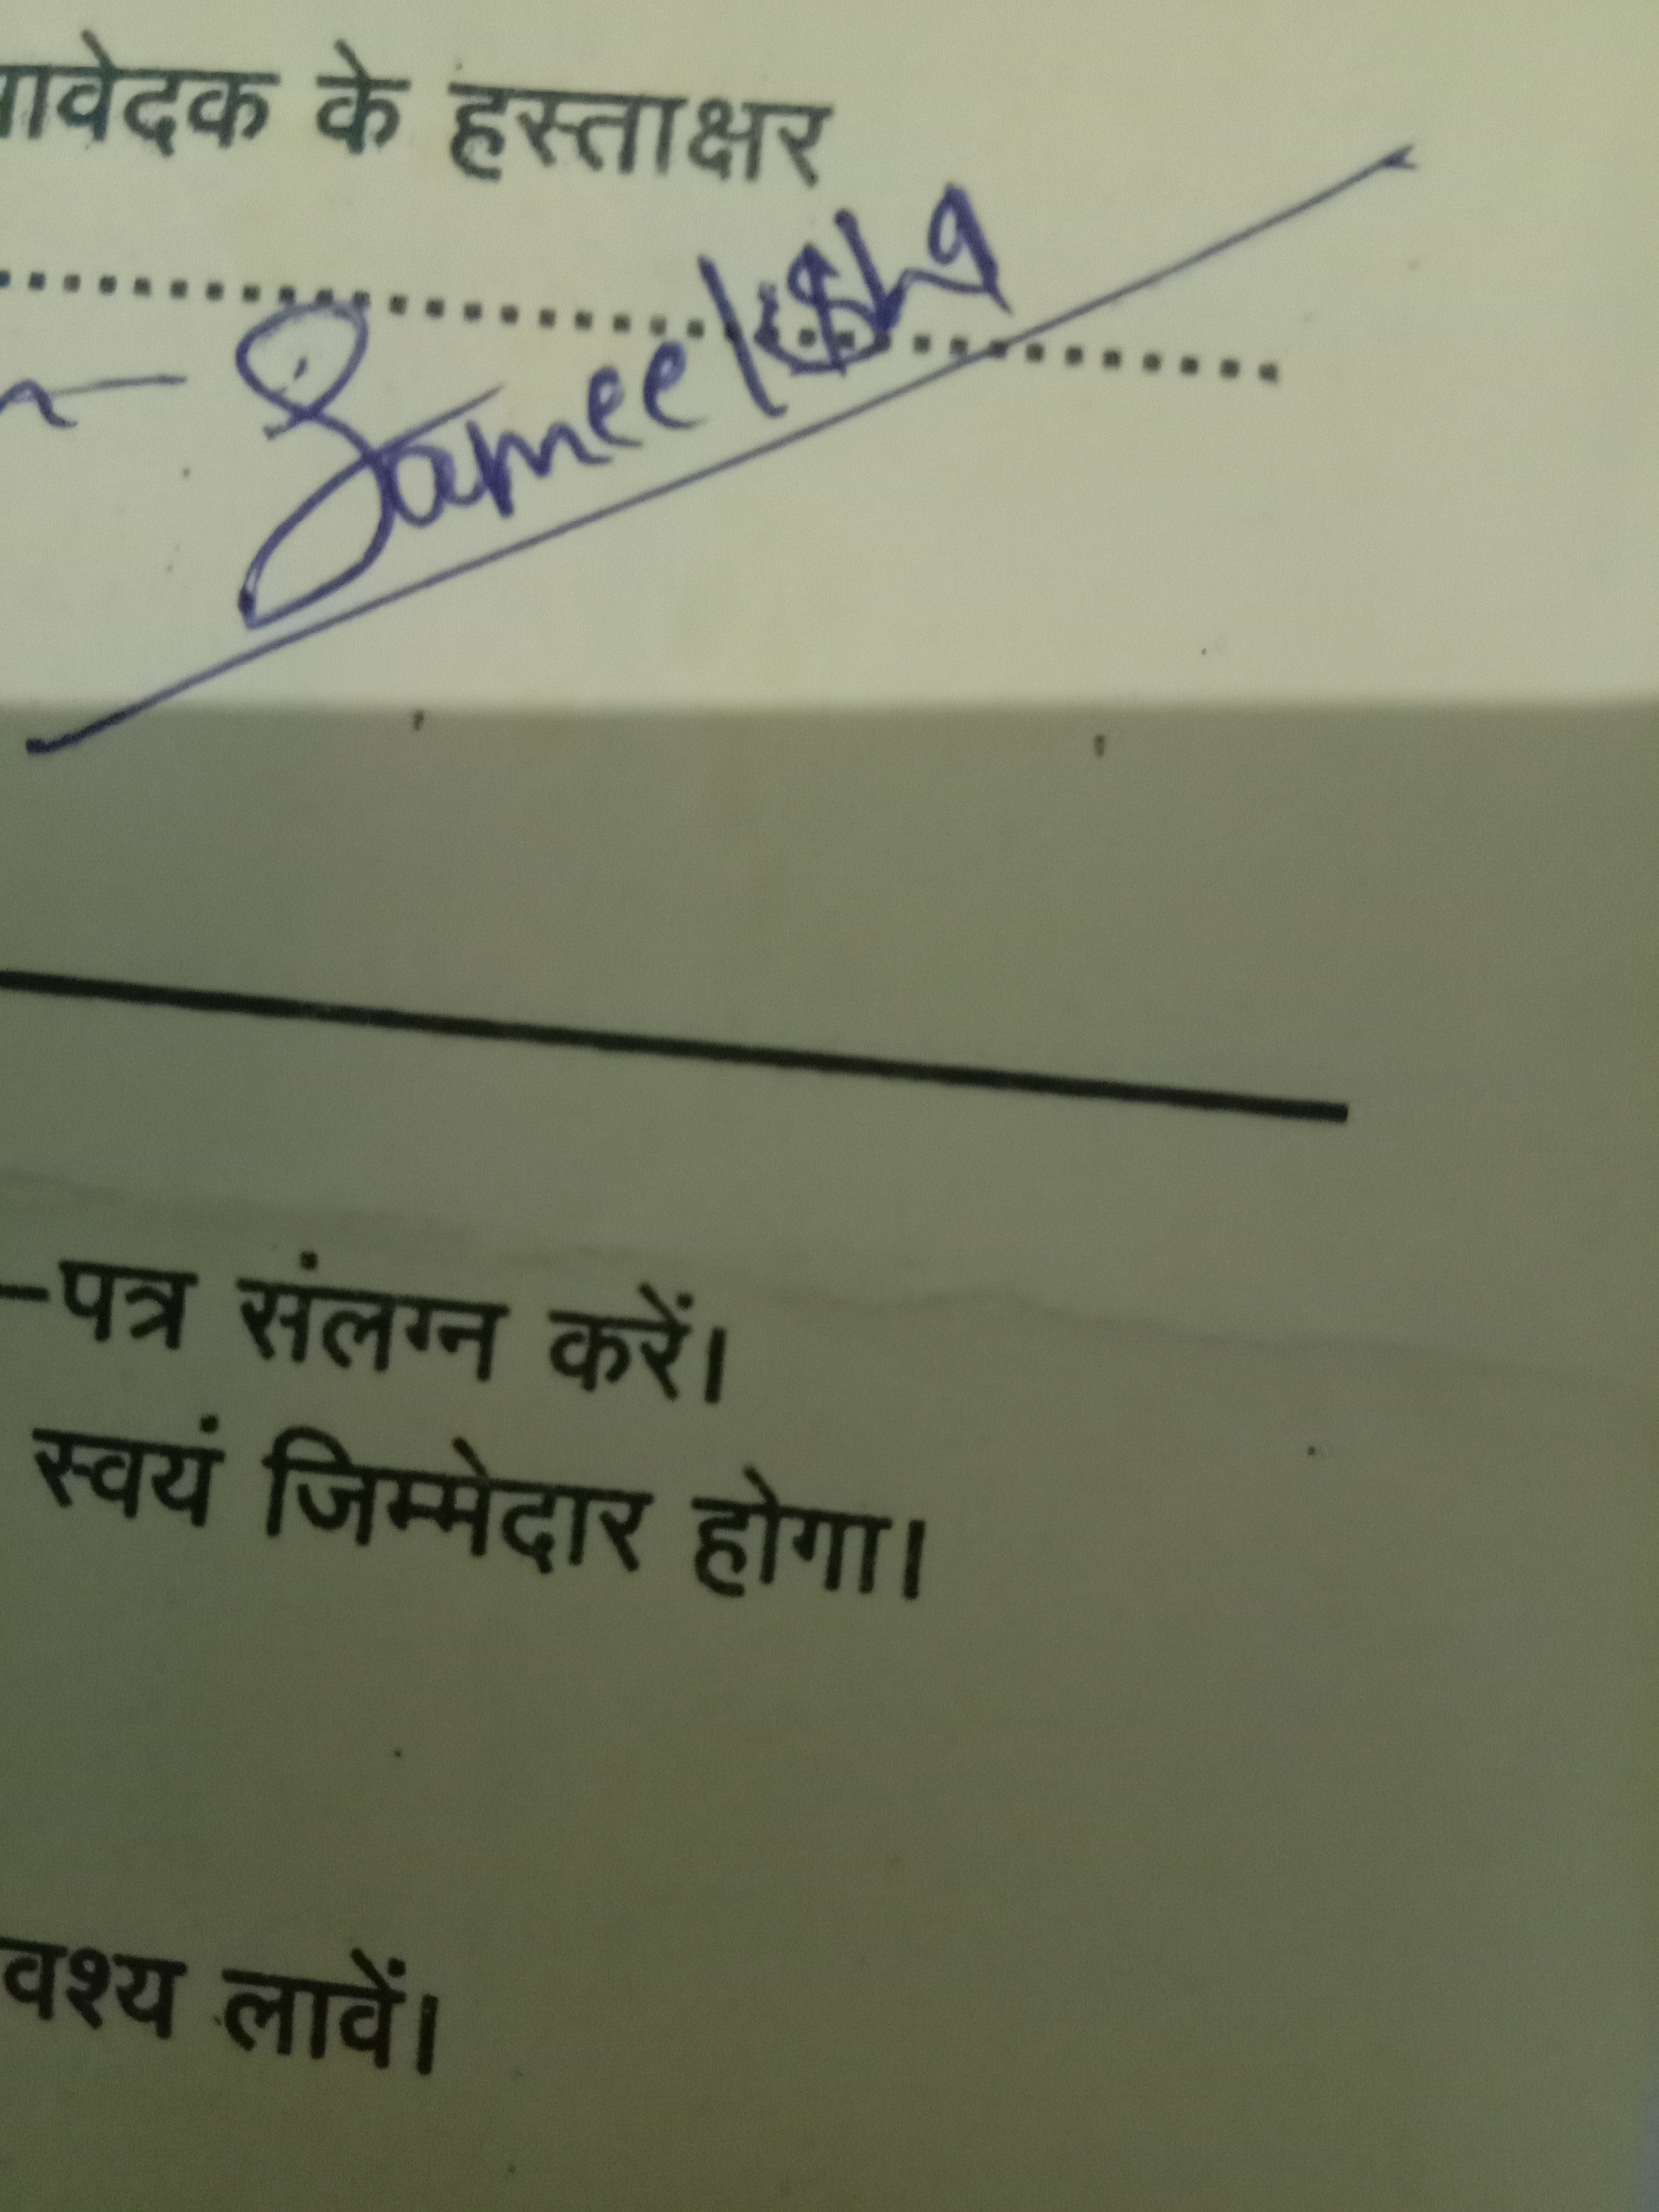 आवेदक के हस्ताक्षर
Sameeksha
-पत्र संलग्न करें।
स्वयं जिम्मेदार होगा।
वश्य लावें।